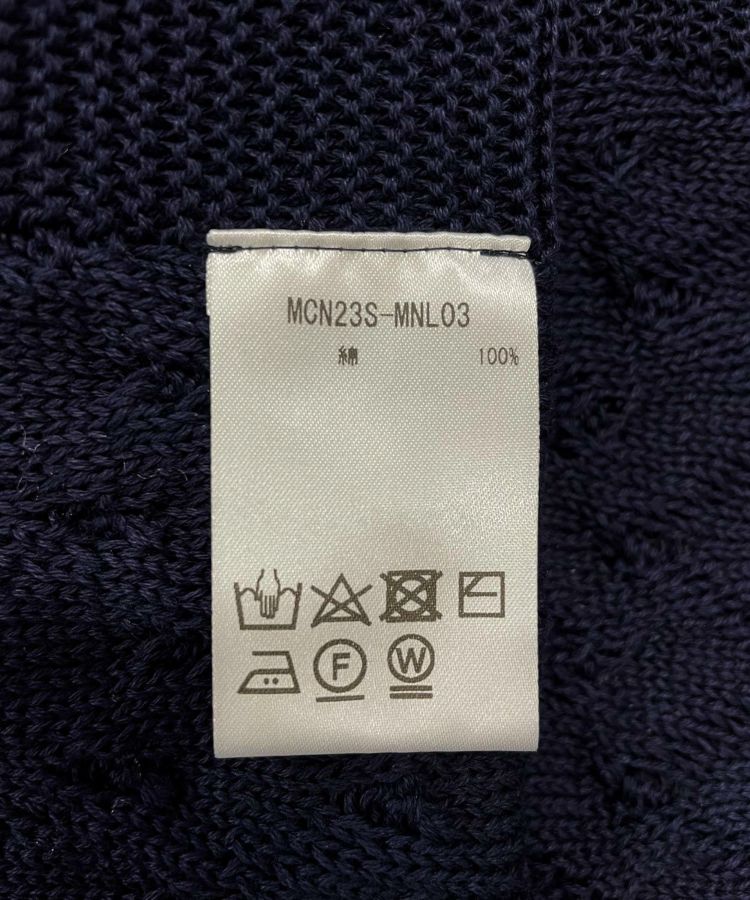 MCN23S-MNL03
綿 100%
F W